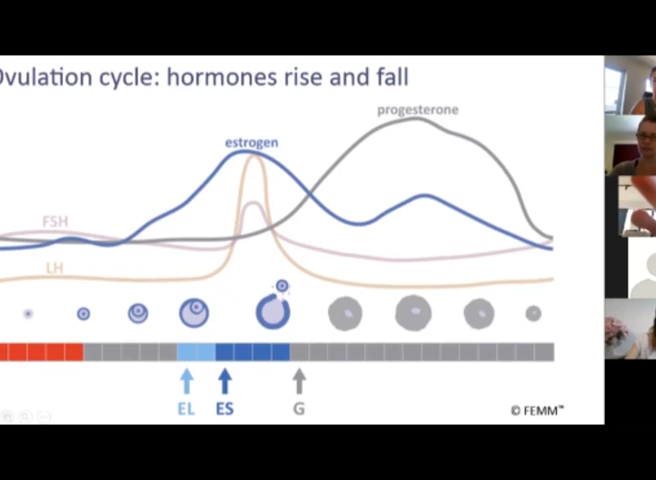 Ovulation cycle: hormones rise and fall
progesterone
estrogen
FSH
LH
EL ES G
© FEMM™